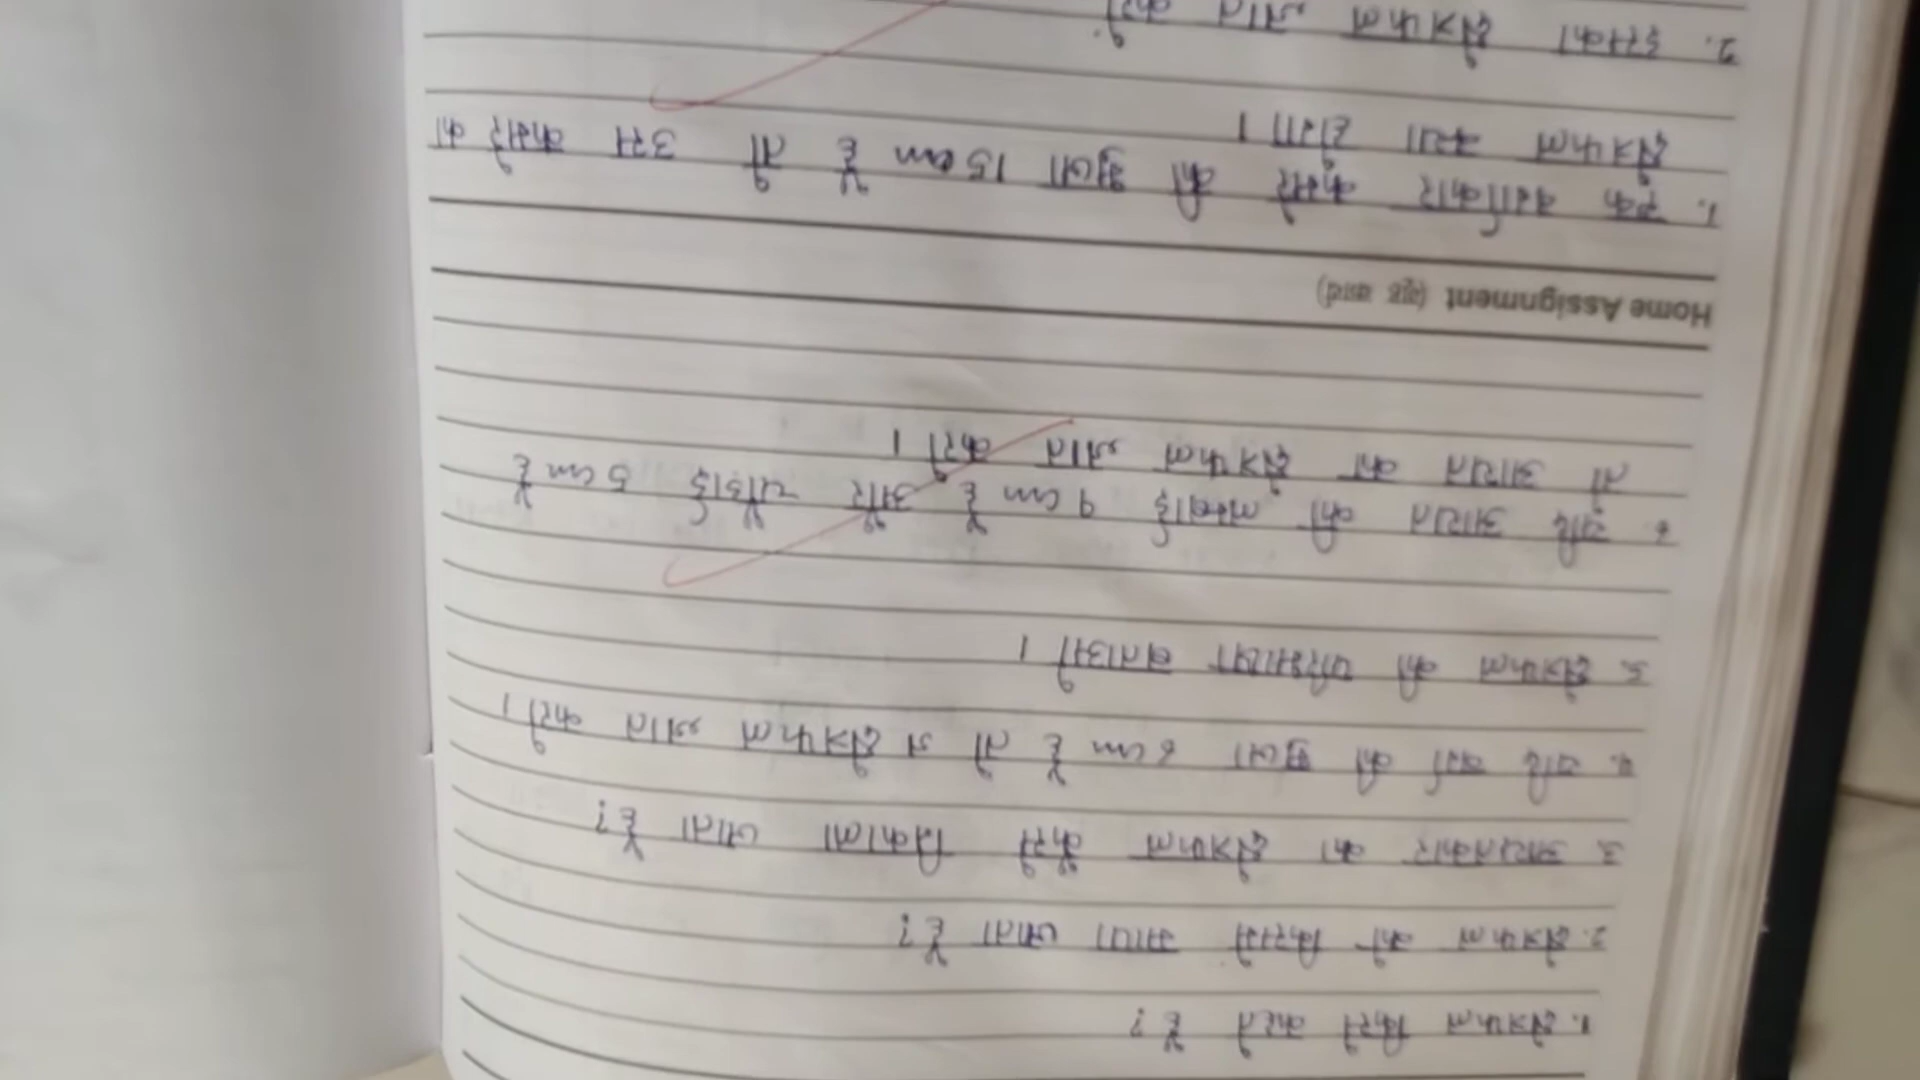 1. क्षेत्रफल किसे कहते है?
2. क्षेत्रफल को किससे मापा जाता है?
3. आयताकार का क्षेत्रफल कैसे निकाला जाता है?
4. यदि वर्ग की भुजा 8 cm है तो क्षेत्रफल ज्ञात करो।
5. क्षेत्रफल की परिभाषा बताओ।
6. यदि आयत की लम्बाई 9 cm है और चौड़ाई 5 cm है
तो आयत का क्षेत्रफल ज्ञात करो।
Home Assignment (गृह कार्य)
1. एक वर्गाकार कमरे की भुजा 15 cm है तो उस कमरे का
क्षेत्रफल क्या होगा।
2. इसका क्षेत्रफल ज्ञात करो.